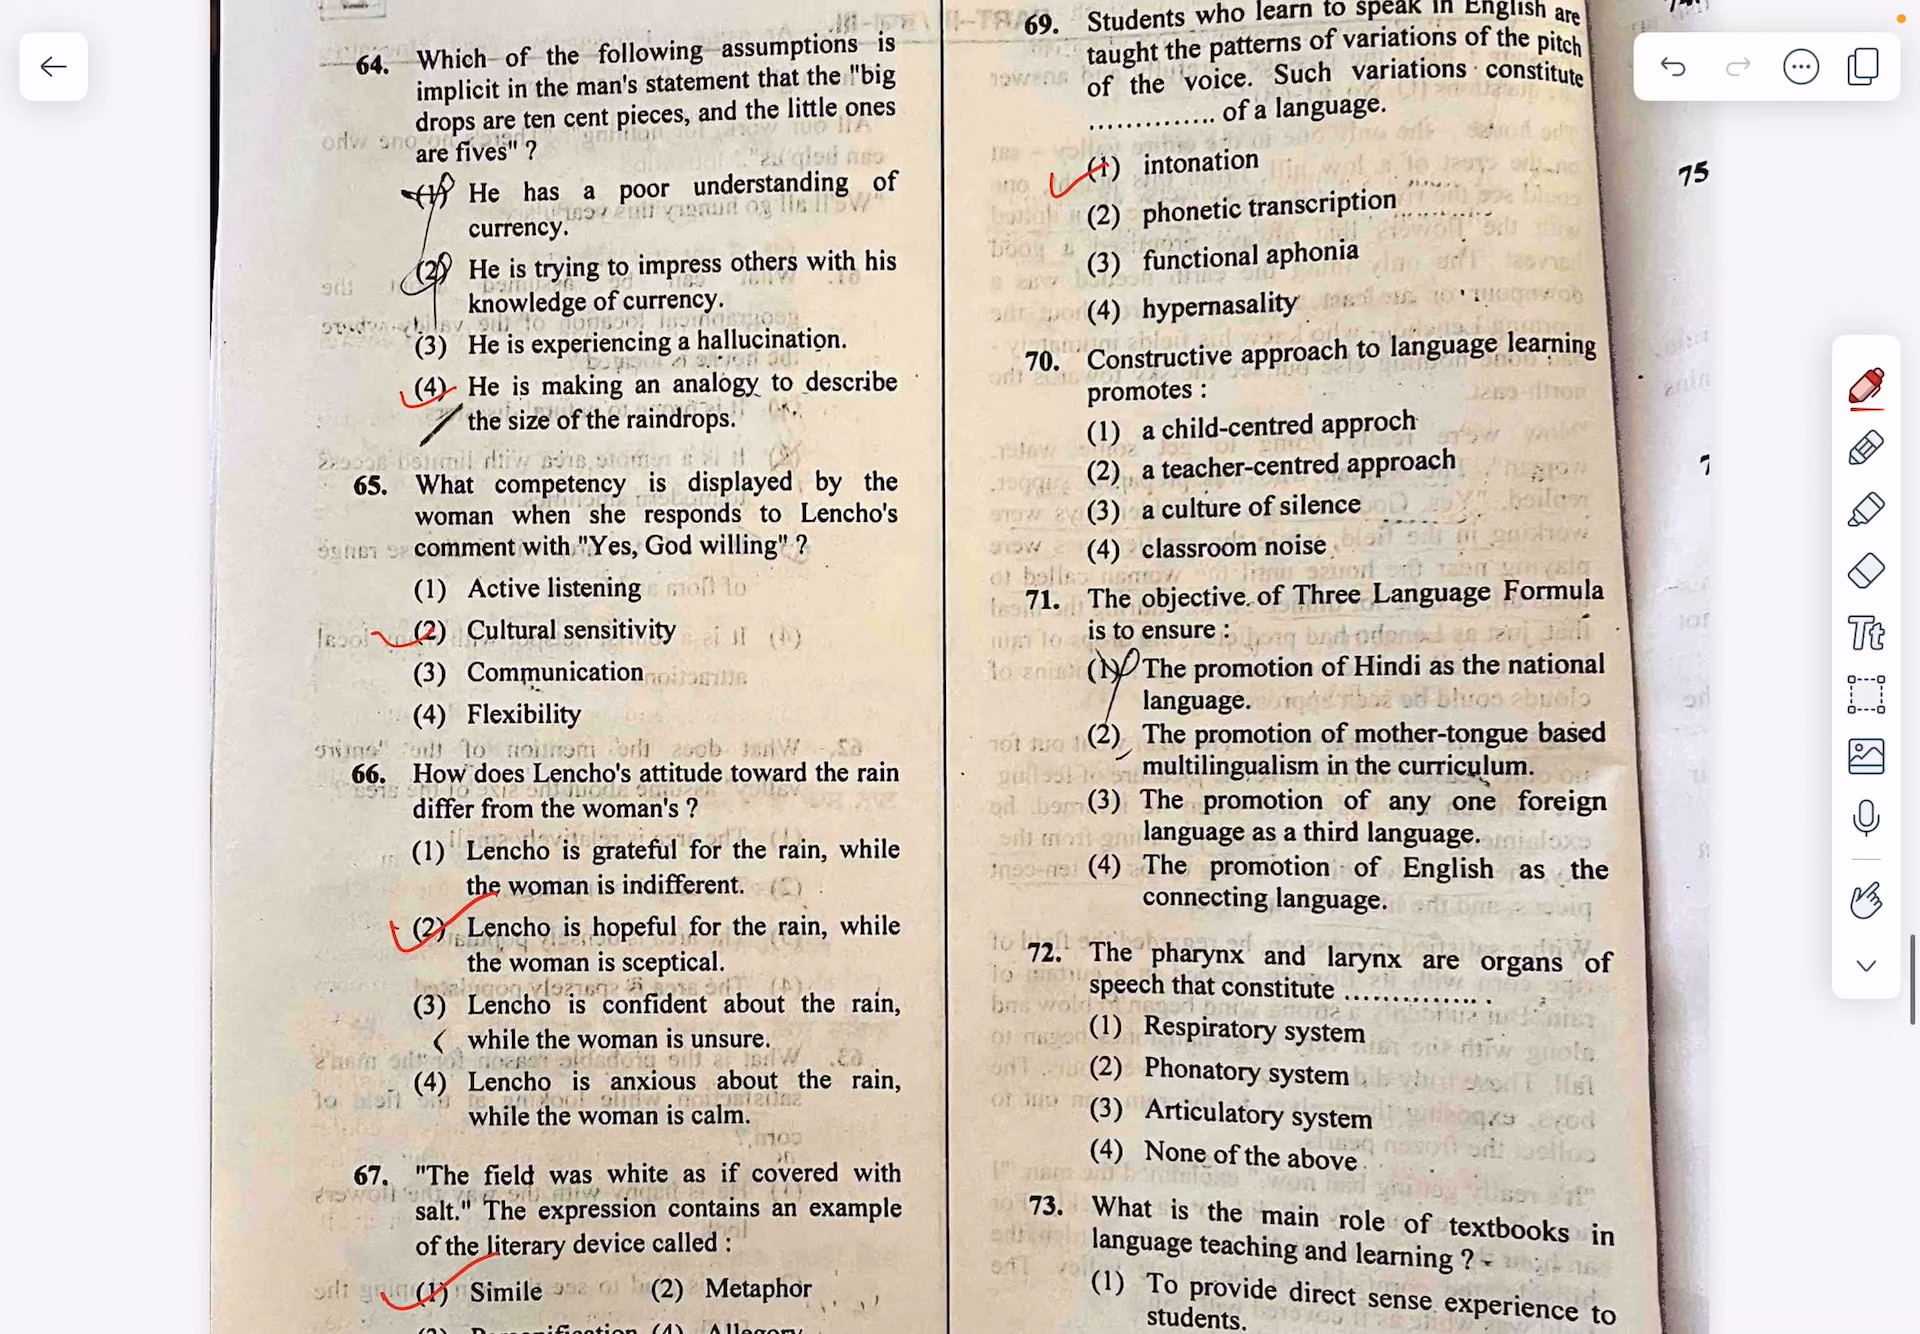 64. Which of the following assumptions is
implicit in the man's statement that the "big
drops are ten cent pieces, and the little ones
are fives" ?
(1) He has a poor understanding of
currency.
(2) He is trying to impress others with his
knowledge of currency.
(3) He is experiencing a hallucination.
(4) He is making an analogy to describe
the size of the raindrops.
65. What competency is displayed by the
woman when she responds to Lencho's
comment with "Yes, God willing" ?
(1) Active listening
(2) Cultural sensitivity
(3) Communication
(4) Flexibility
66. How does Lencho's attitude toward the rain
differ from the woman's ?
(1) Lencho is grateful for the rain, while
the woman is indifferent.
(2) Lencho is hopeful for the rain, while
the woman is sceptical.
(3) Lencho is confident about the rain,
while the woman is unsure.
(4) Lencho is anxious about the rain,
while the woman is calm.
67. "The field was white as if covered with
salt." The expression contains an example
of the literary device called :
(1) Simile (2) Metaphor
69. Students who learn to speak in English are
taught the patterns of variations of the pitch
of the voice. Such variations constitute
.............. of a language.
(1) intonation
(2) phonetic transcription
(3) functional aphonia
(4) hypernasality
70. Constructive approach to language learning
promotes :
(1) a child-centred approch
(2) a teacher-centred approach
(3) a culture of silence
(4) classroom noise
71. The objective of Three Language Formula
is to ensure :
(1) The promotion of Hindi as the national
language.
(2) The promotion of mother-tongue based
multilingualism in the curriculum.
(3) The promotion of any one foreign
language as a third language.
(4) The promotion of English as the
connecting language.
72. The pharynx and larynx are organs of
speech that constitute ............... .
(1) Respiratory system
(2) Phonatory system
(3) Articulatory system
(4) None of the above
73. What is the main role of textbooks in
language teaching and learning ?
(1) To provide direct sense experience to
students.
75
Tt